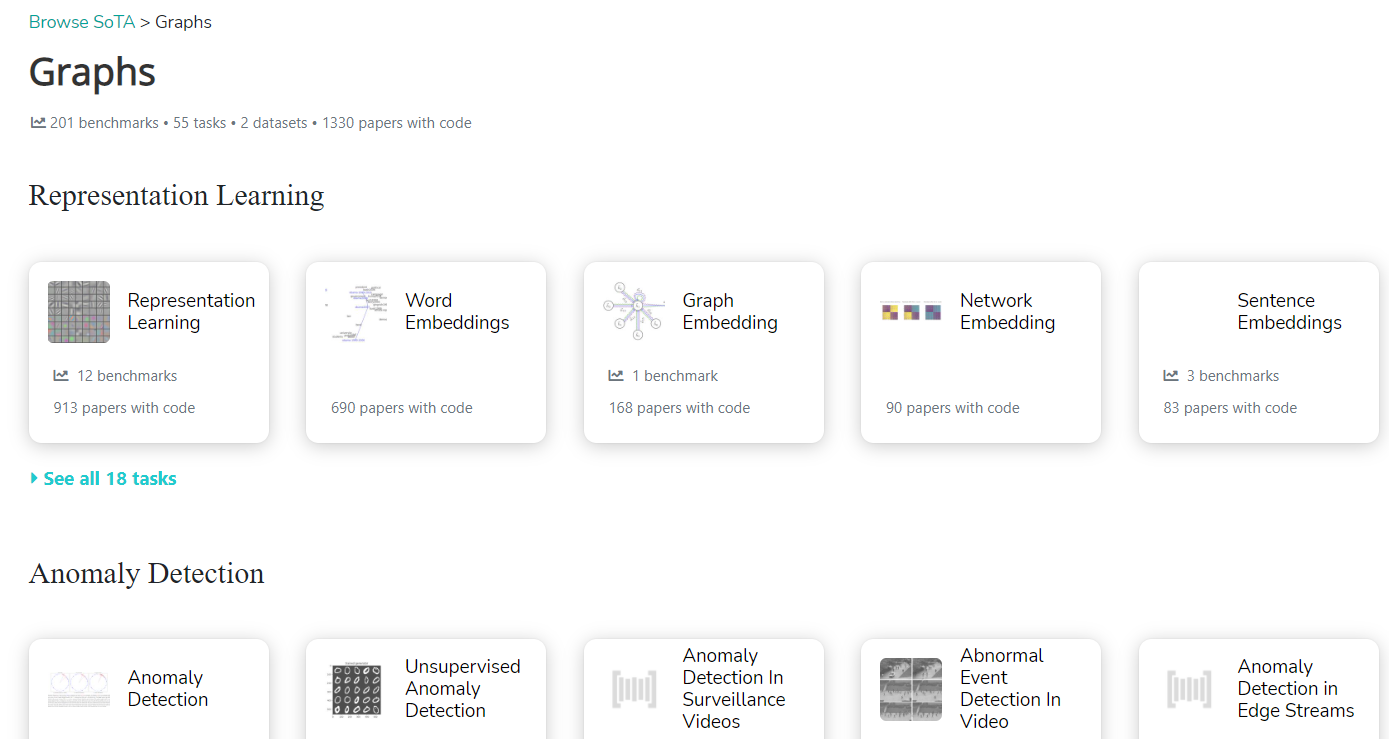 Browse SoTA > Graphs
Graphs
201 benchmarks • 55 tasks • 2 datasets • 1330 papers with code
Representation Learning
Representation
Learning
12 benchmarks
913 papers with code
Word
Embeddings
690 papers with code
Graph
Embedding
1 benchmark
168 papers with code
Network
Embedding
90 papers with code
Sentence
Embeddings
3 benchmarks
83 papers with code
See all 18 tasks
Anomaly Detection
Anomaly
Detection
Unsupervised
Anomaly
Detection
Anomaly
Detection In
Surveillance
Videos
Abnormal
Event
Detection In
Video
Anomaly
Detection in
Edge Streams